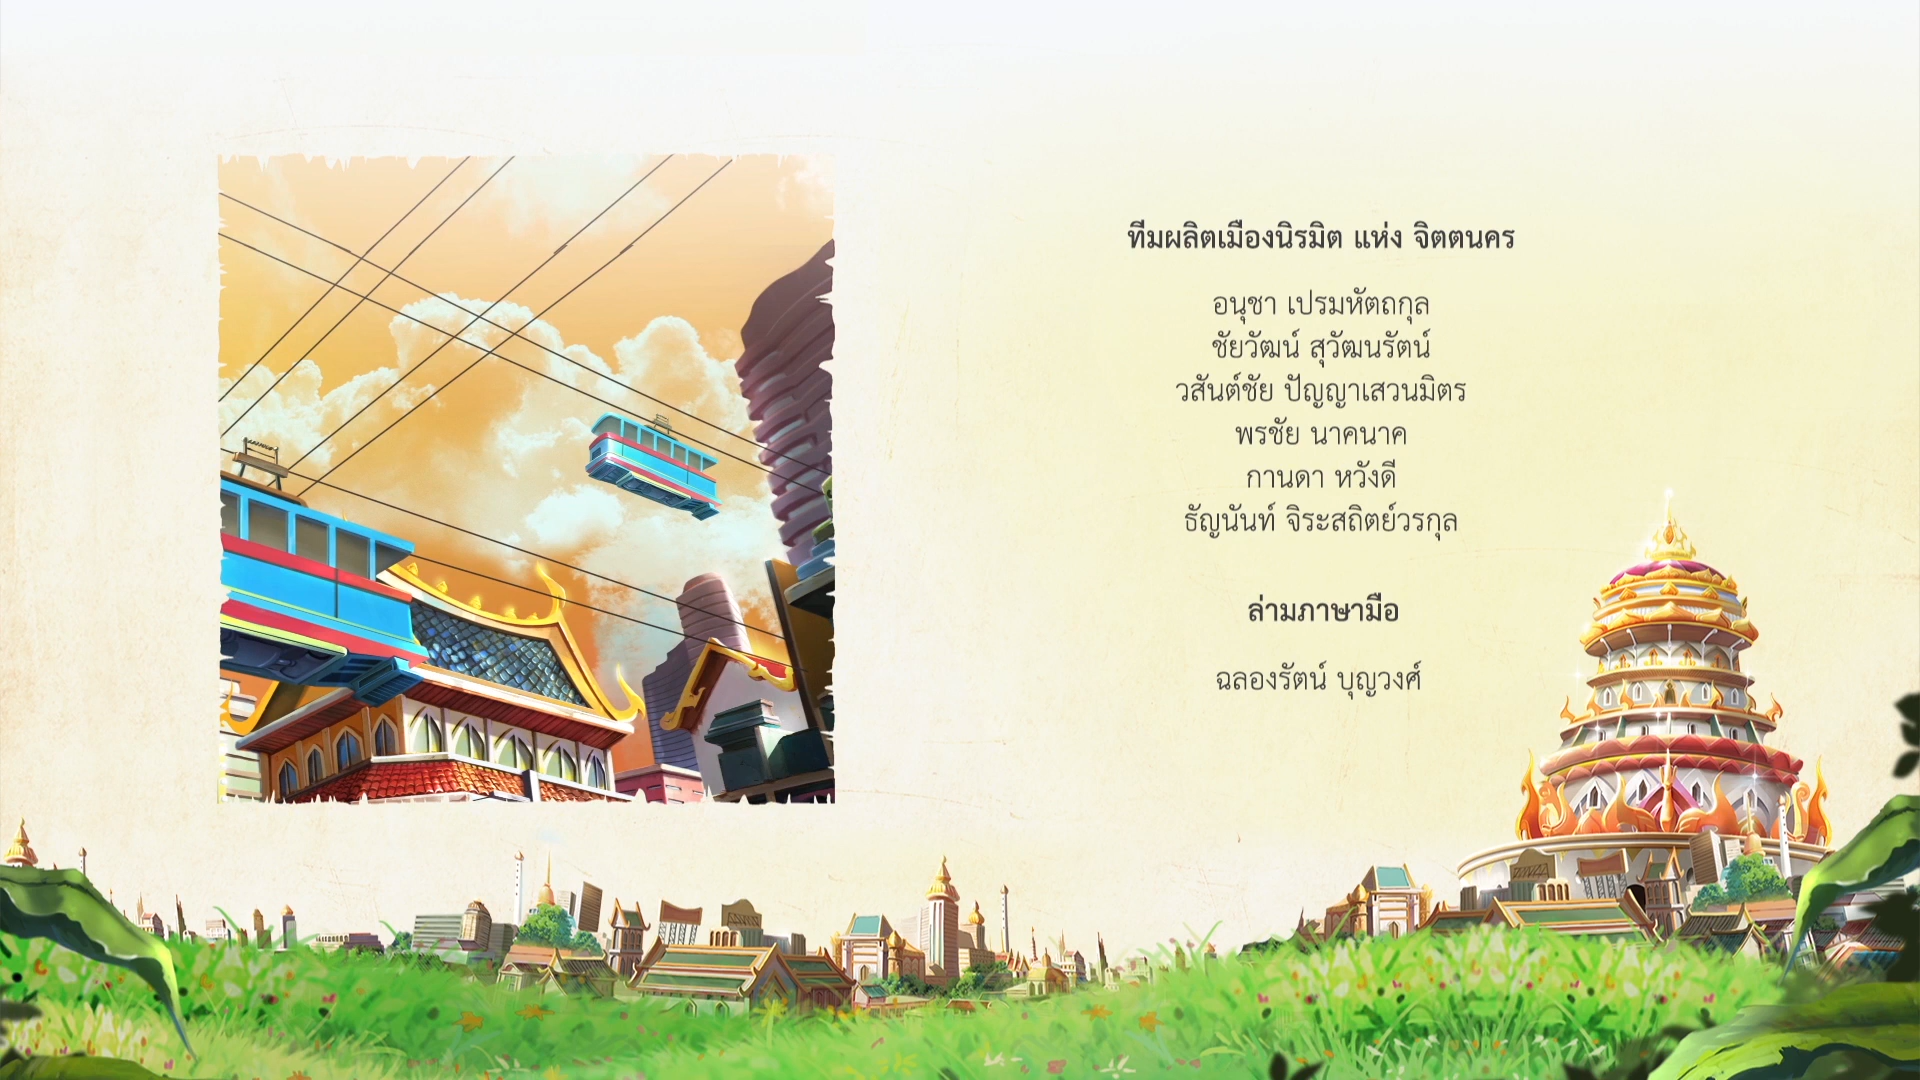 ทีมผลิตเมืองนิรมิต แห่ง จิตตนคร
อนุชา เปรมหัตถกุล
ชัยวัฒน์ สุวัฒนรัตน์
วสันต์ชัย ปัญญาเสวนมิตร
พรชัย นาคนาค
กานดา หวังดี
ธัญนันท์ จิระสถิตย์วรกุล
ล่ามภาษามือ
ฉลองรัตน์ บุญวงศ์